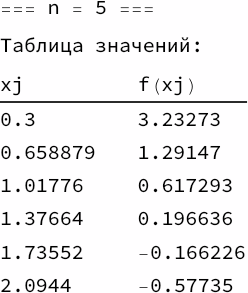 === n = 5 ===
Таблица значений:
xj f(xj)
0.3 3.23273
0.658879 1.29147
1.01776 0.617293
1.37664 0.196636
1.73552 -0.166226
2.0944 -0.57735